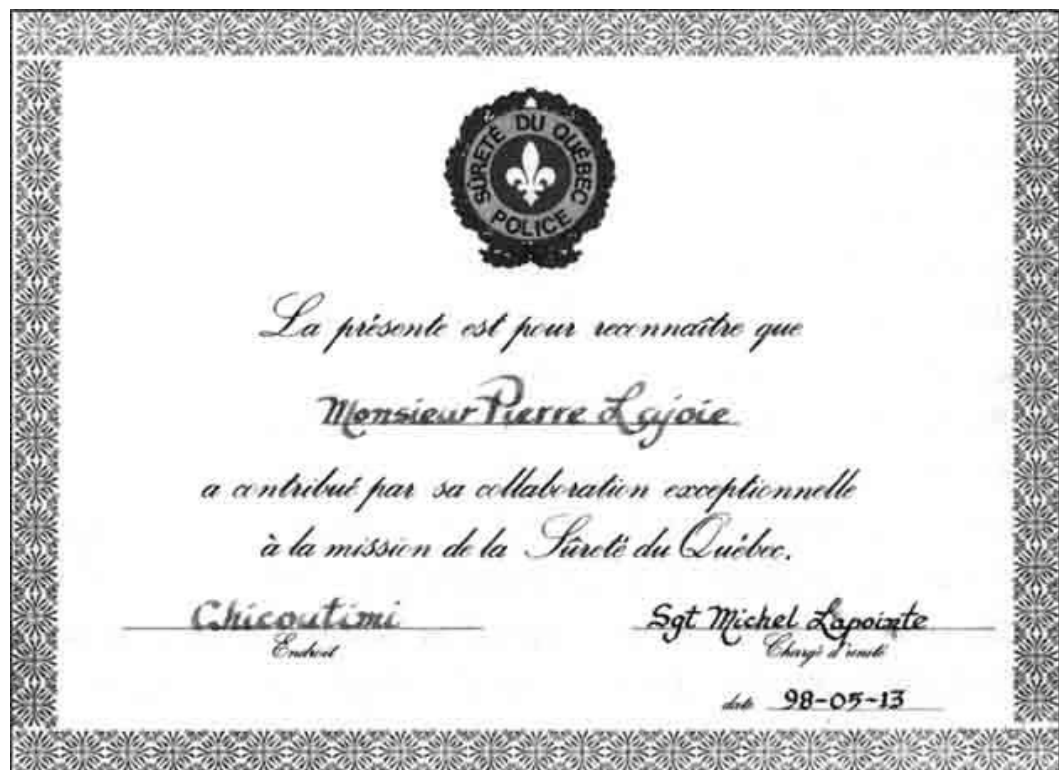 SÛRETÉ DU QUÉBEC
POLICE
La présente est pour reconnaître que
Monsieur Pierre Lajoie
a contribué par sa collaboration exceptionnelle
à la mission de la Sûreté du Québec.
Chicoutimi
Endroit
Sgt Michel Lapointe
Chargé d'unité
date 98-05-13